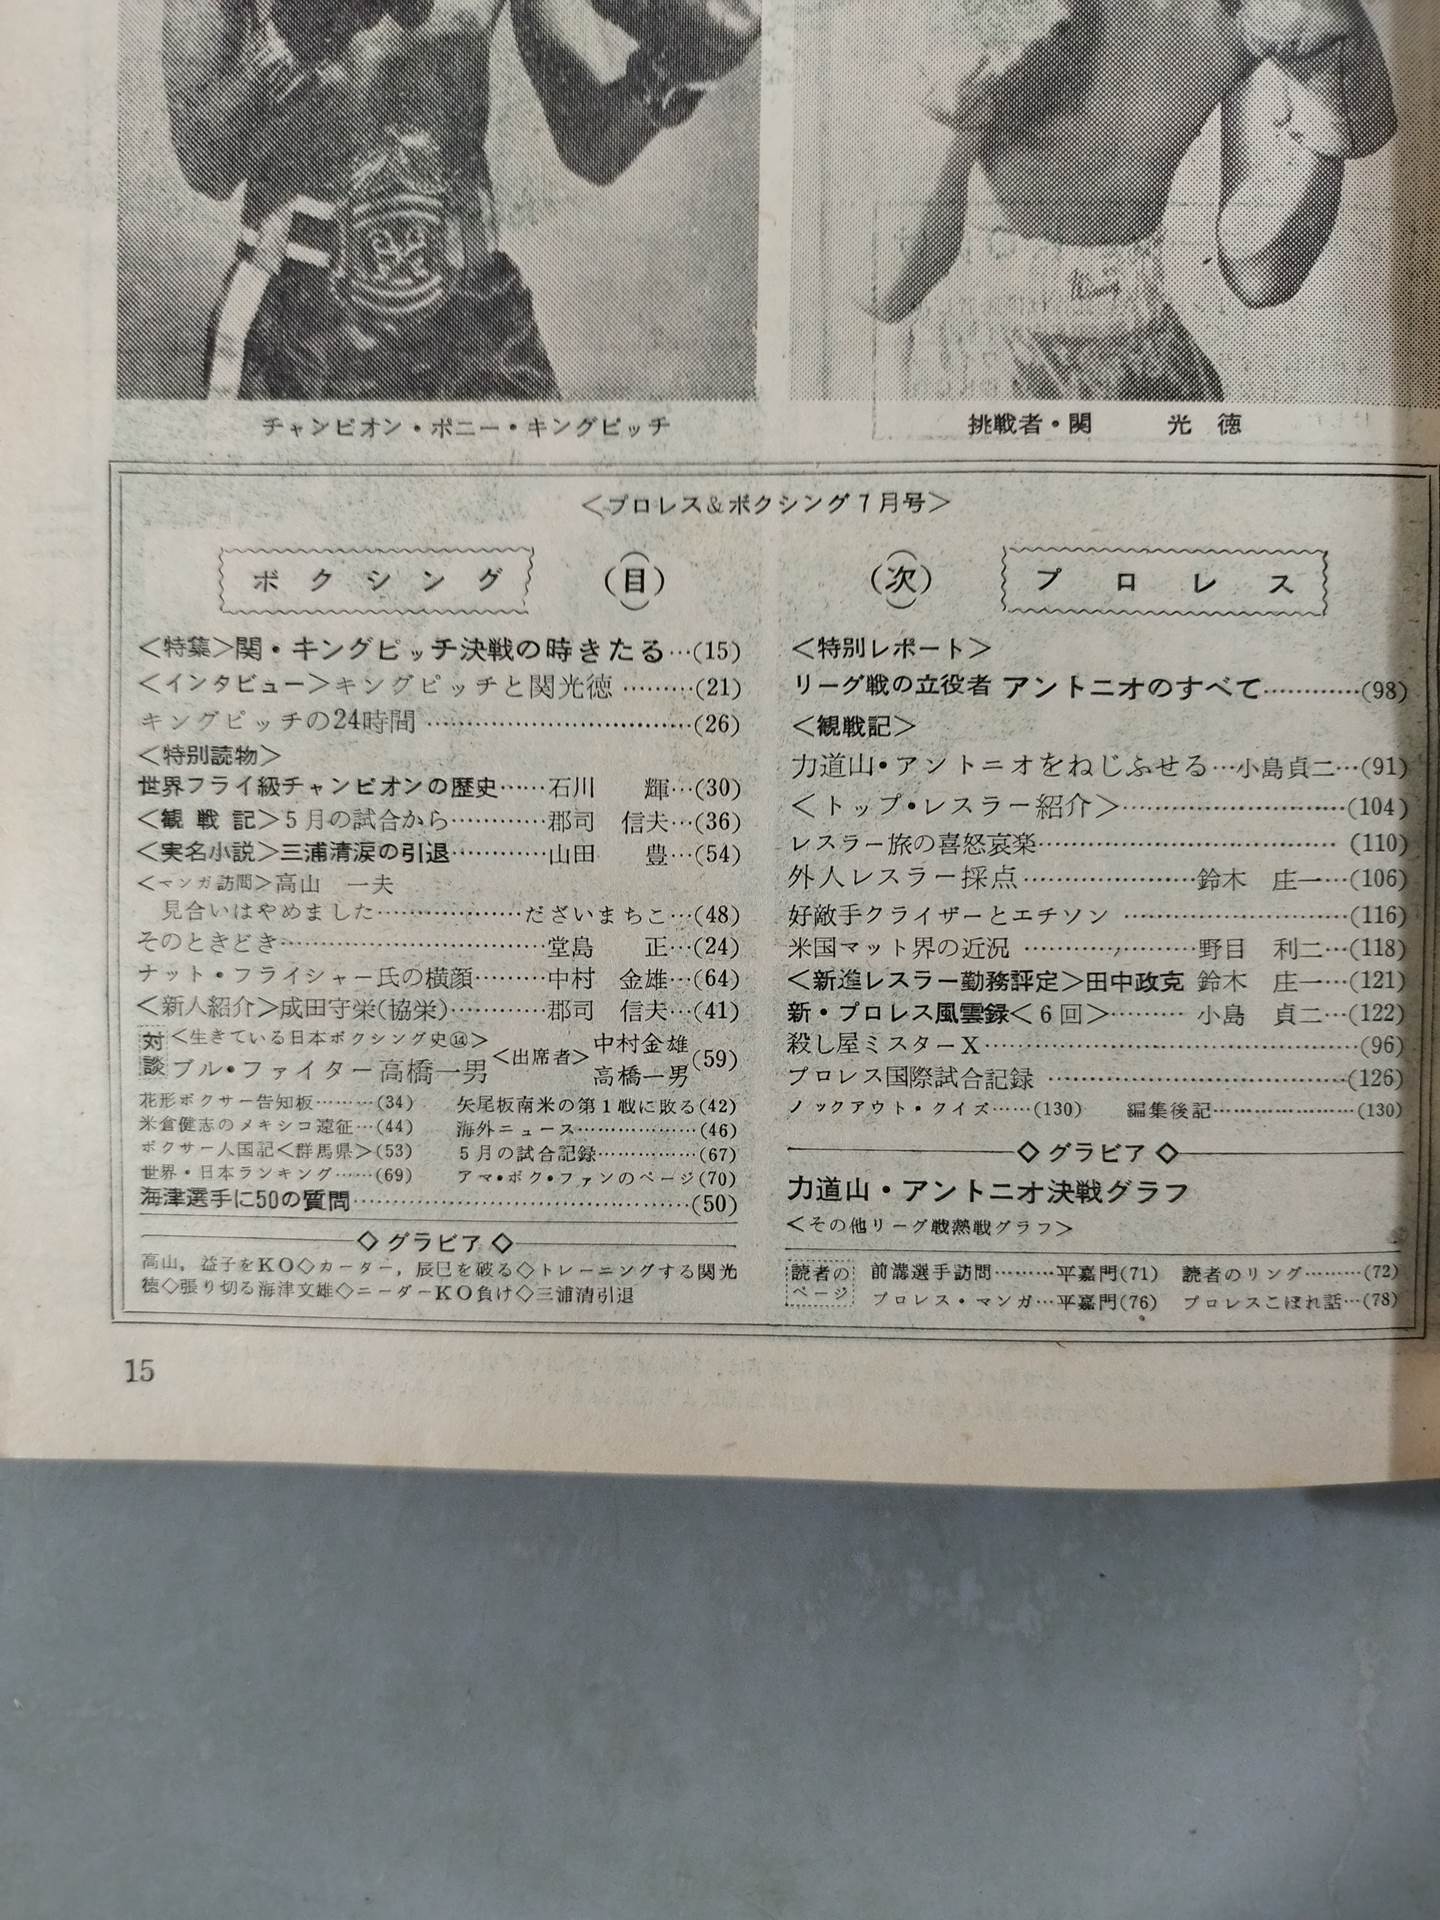 チャンピオン・ポニー・キングピッチ
挑戦者・関　光徳
＜プロレス&ボクシング7月号＞
ボクシング （目）
＜特集＞関・キングピッチ決戦の時きたる…(15)
＜インタビュー＞キングピッチと関光徳………(21)
キングピッチの24時間……………………………(26)
＜特別読物＞
世界フライ級チャンピオンの歴史……石川　輝…(30)
＜観戦記＞5月の試合から…………郡司　信夫…(36)
＜実名小説＞三浦清涙の引退…………山田　豊…(54)
＜マンガ訪問＞高山　一夫
見合いはやめました………………だざいまちこ…(48)
そのときどき……………………………堂島　正…(24)
ナット・フライシャー氏の横顔………中村　金雄…(64)
＜新人紹介＞成田守栄(協栄)…………郡司　信夫…(41)
対談＜生きている日本ボクシング史⑭＞
ブル・ファイター高橋一男＜出席者＞中村金雄 高橋一男(59)
花形ボクサー告知板………(34)　矢尾板南米の第1戦に敗る(42)
米倉健志のメキシコ遠征…(44)　海外ニュース………………(46)
ボクサー人国記＜群馬県＞(53)　5月の試合記録……………(67)
世界・日本ランキング……(69)　アマ・ボク・ファンのページ(70)
海津選手に50の質問……………………………………(50)
◇グラビア◇
高山，益子をKO◇カーター，辰巳を破る◇トレーニングする関光
徳◇張り切る海津文雄◇ニーダーKO負け◇三浦清引退
（次） プロレス
＜特別レポート＞
リーグ戦の立役者 アントニオのすべて…………(98)
＜観戦記＞
力道山・アントニオをねじふせる…小島貞二…(91)
＜トップ・レスラー紹介＞………………………(104)
レスラー旅の喜怒哀楽………………………………(110)
外人レスラー採点…………………鈴木　庄一…(106)
好敵手クライザーとエチソン………………………(116)
米国マット界の近況…………………野目　利二…(118)
＜新進レスラー勤務評定＞田中政克　鈴木　庄一…(121)
新・プロレス風雲録＜6回＞………小島　貞二…(122)
殺し屋ミスターX……………………………………(96)
プロレス国際試合記録………………………………(126)
ノックアウト・クイズ……(130)　編集後記………………(130)
◇グラビア◇
力道山・アントニオ決戦グラフ
＜その他リーグ戦熱戦グラフ＞
読者のページ　前溝選手訪問………平嘉門(71)　読者のリング………(72)
プロレス・マンガ…平嘉門(76)　プロレスこぼれ話…(78)
15